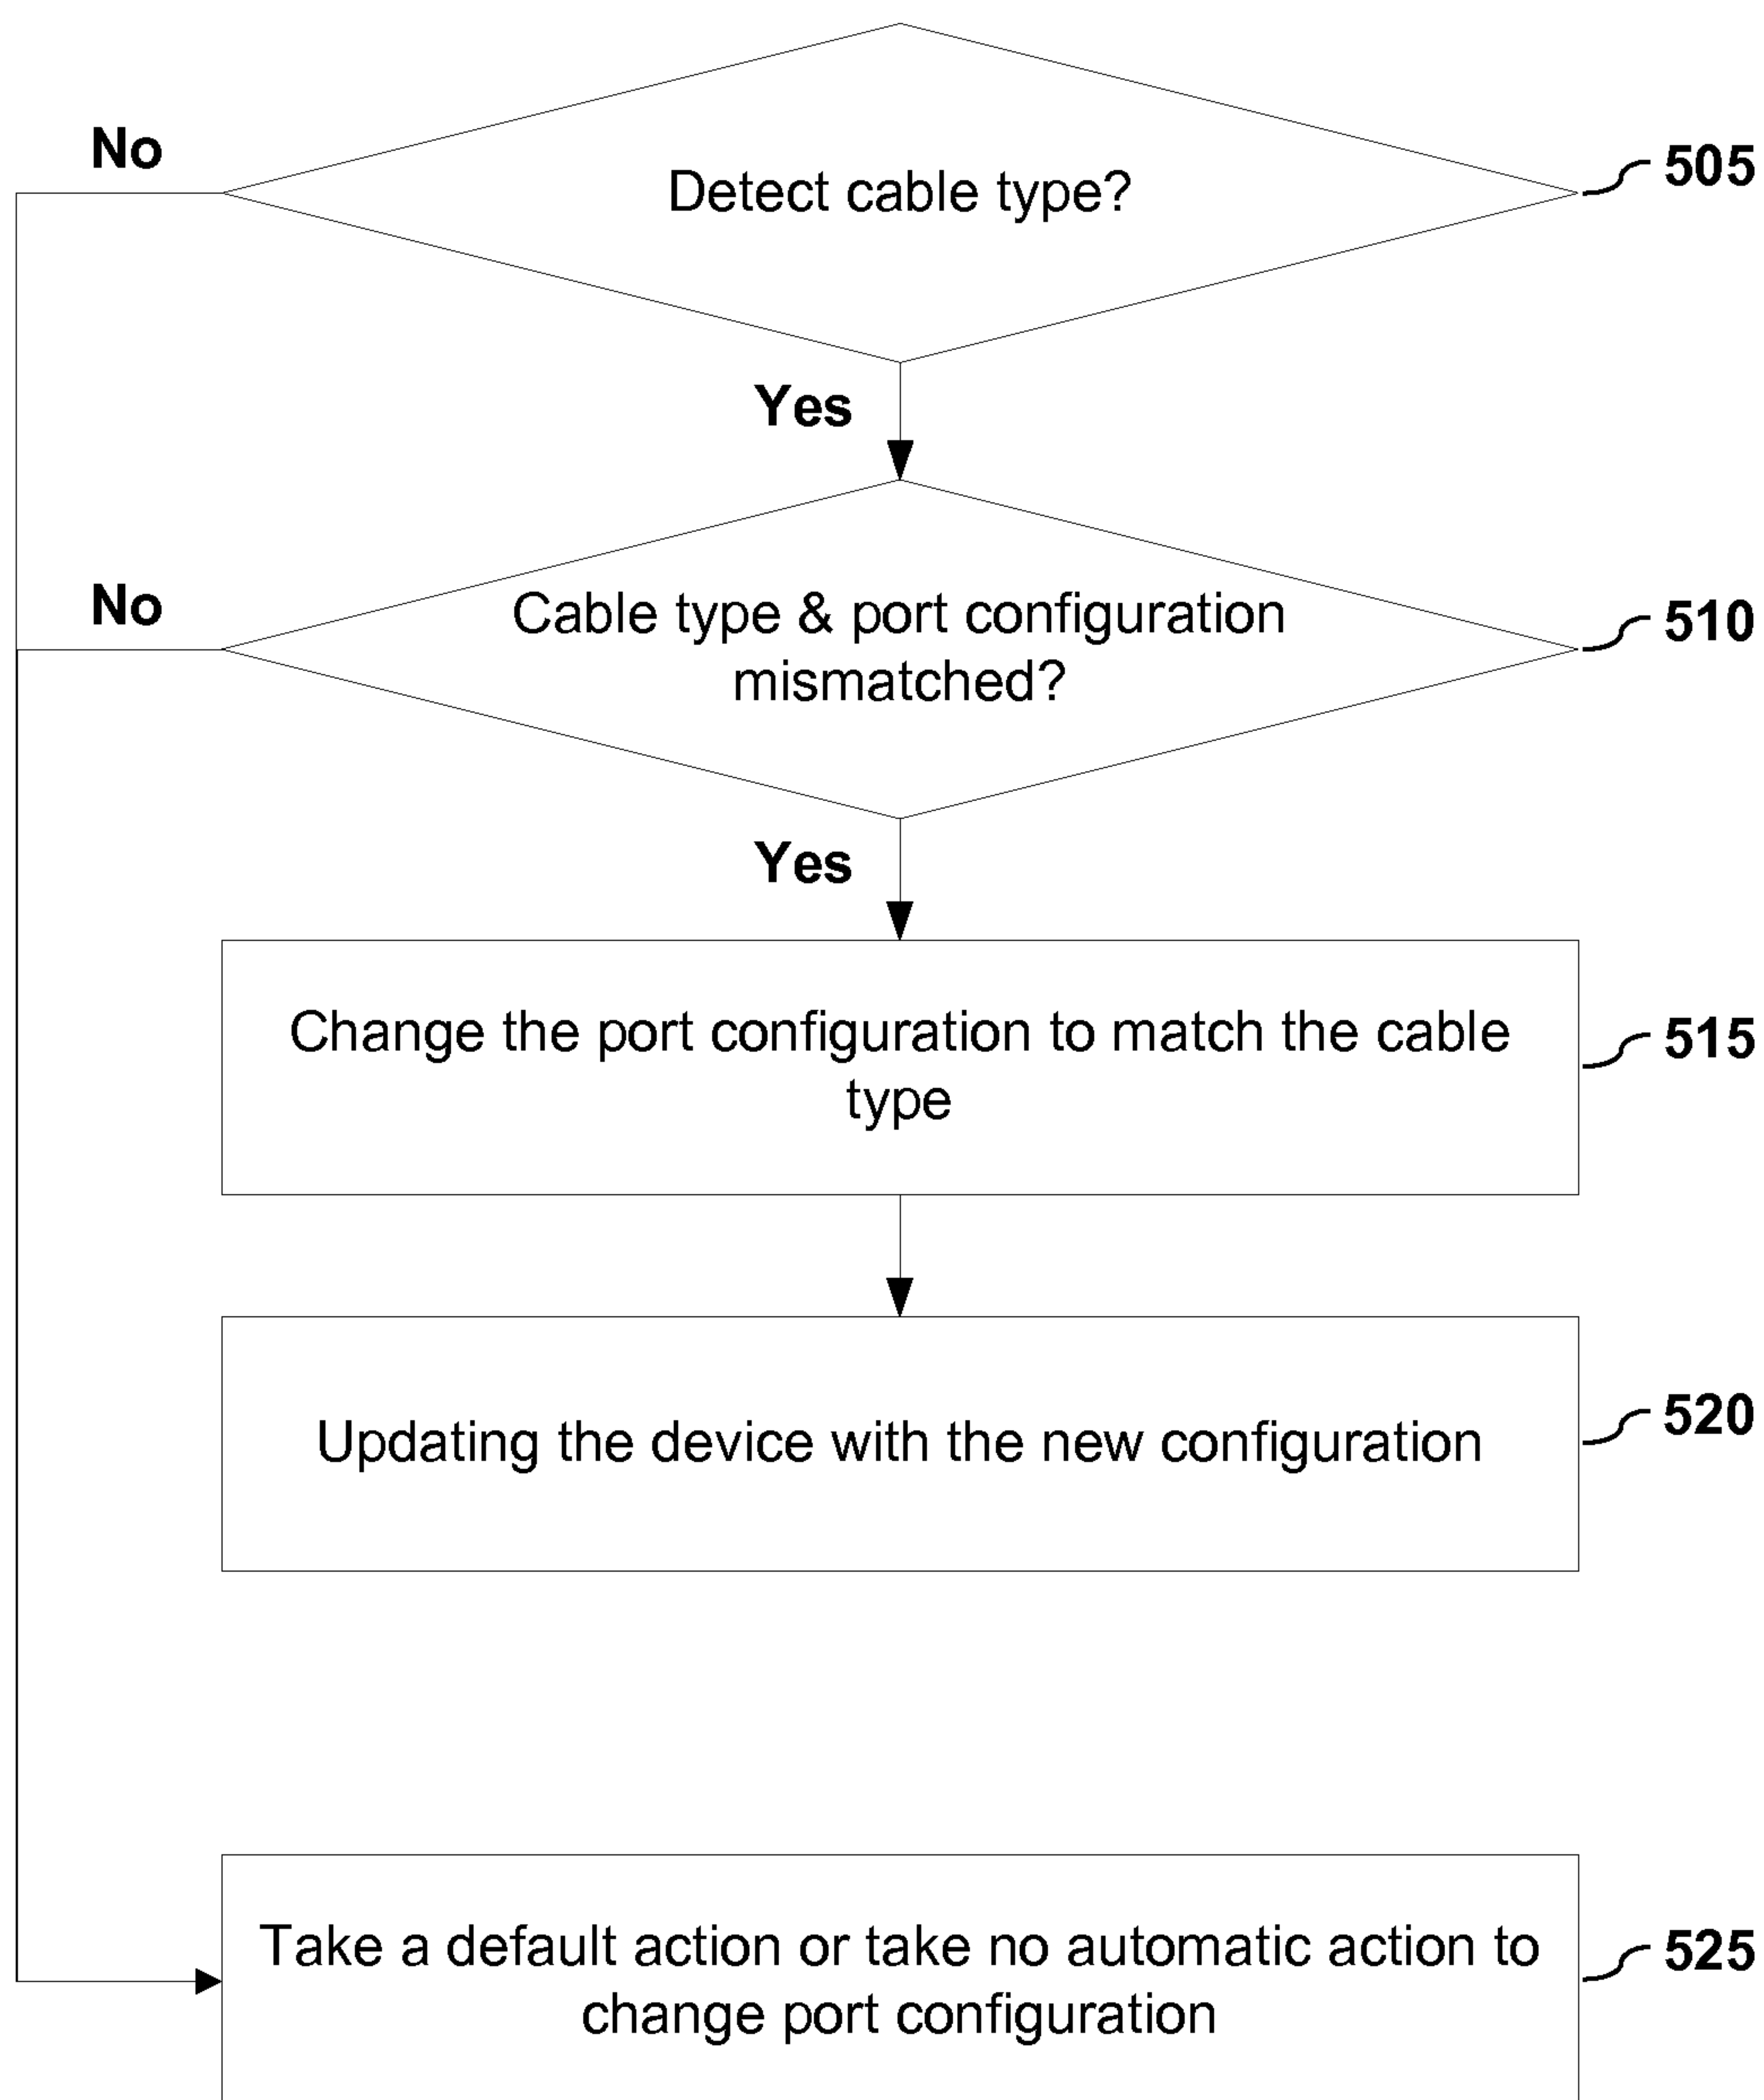 No
Detect cable type?
505
Yes
No
Cable type & port configuration
mismatched?
510
Yes
Change the port configuration to match the cable
type
515
Updating the device with the new configuration
520
Take a default action or take no automatic action to
change port configuration
525